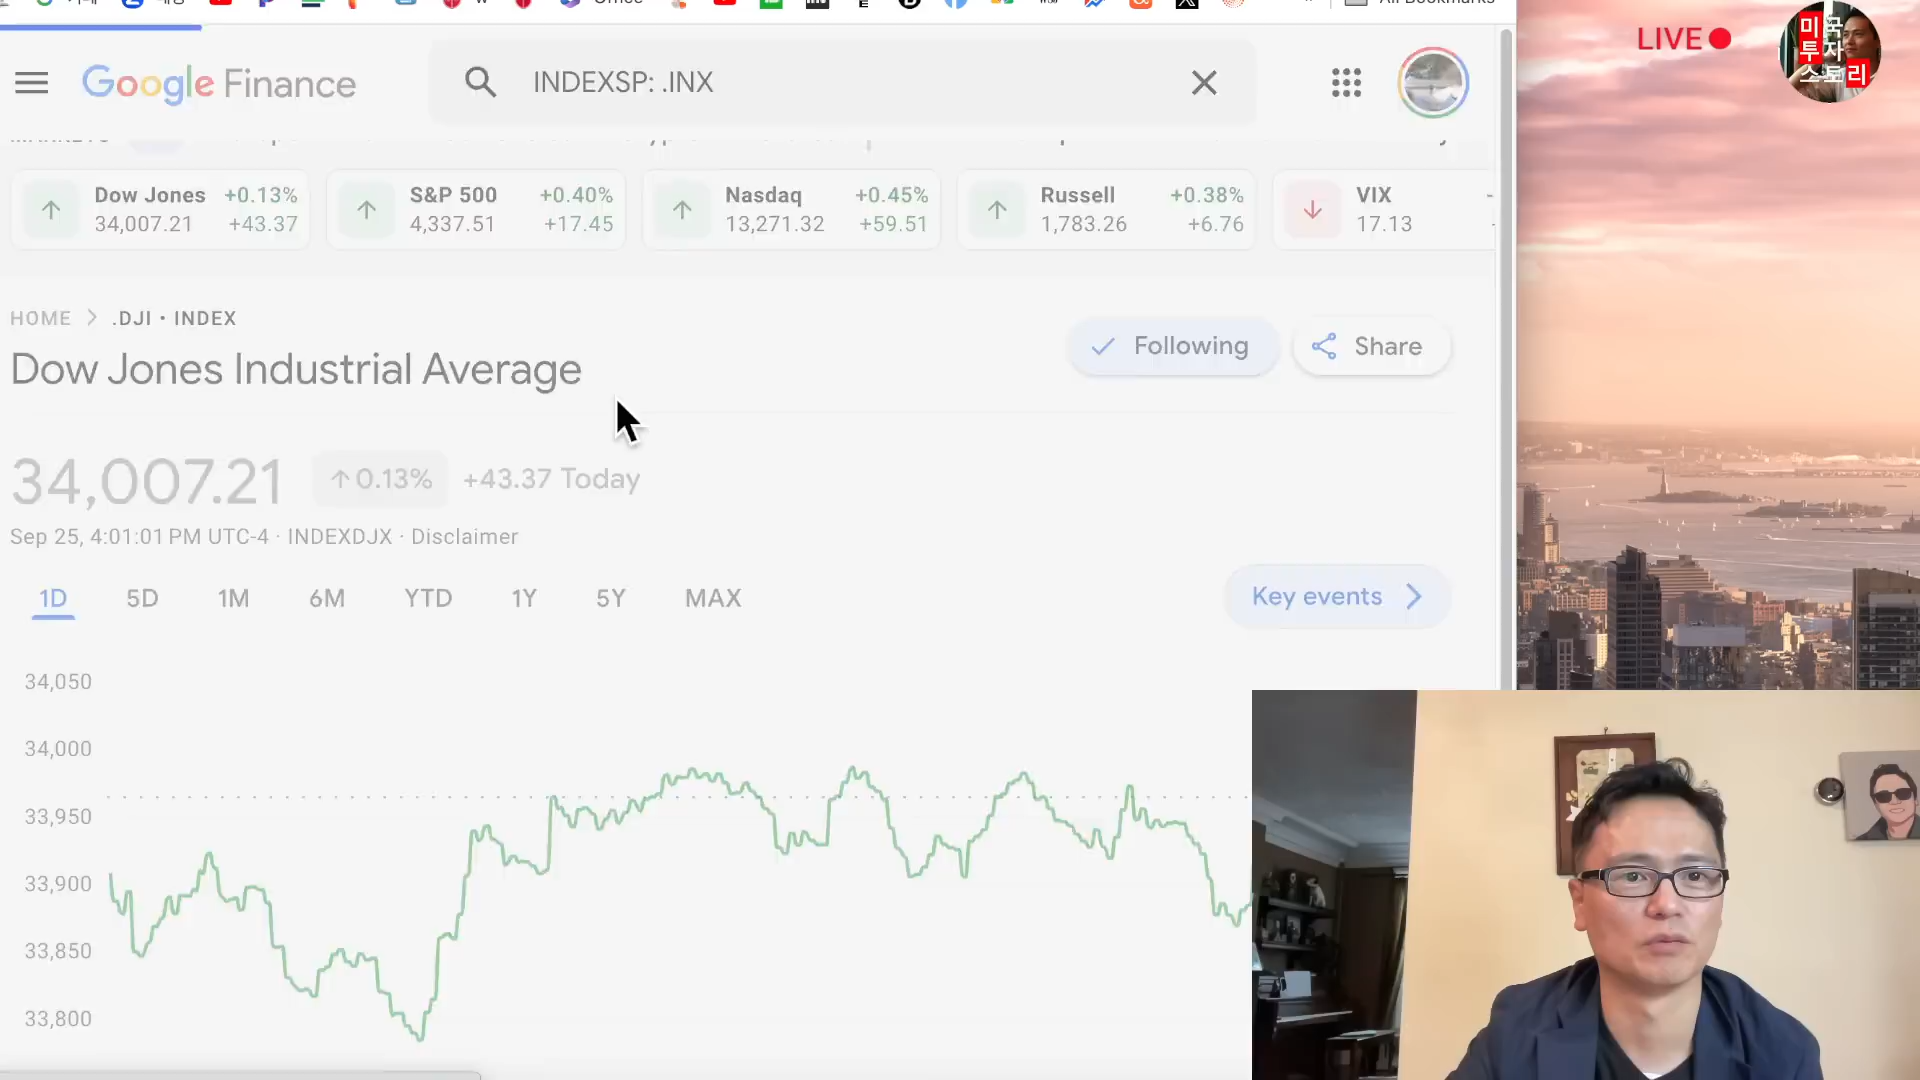 Office
All Bookmarks
Google Finance
INDEXSP: .INX
LIVE
미국
투자
스토리
Dow Jones +0.13%
34,007.21 +43.37
S&P 500 +0.40%
4,337.51 +17.45
Nasdaq +0.45%
13,271.32 +59.51
Russell +0.38%
1,783.26 +6.76
VIX
17.13
HOME > .DJI • INDEX
Dow Jones Industrial Average
Following
Share
34,007.21 ↑0.13% +43.37 Today
Sep 25, 4:01:01 PM UTC-4 · INDEXDJX · Disclaimer
1D 5D 1M 6M YTD 1Y 5Y MAX
Key events
34,050
34,000
33,950
33,900
33,850
33,800